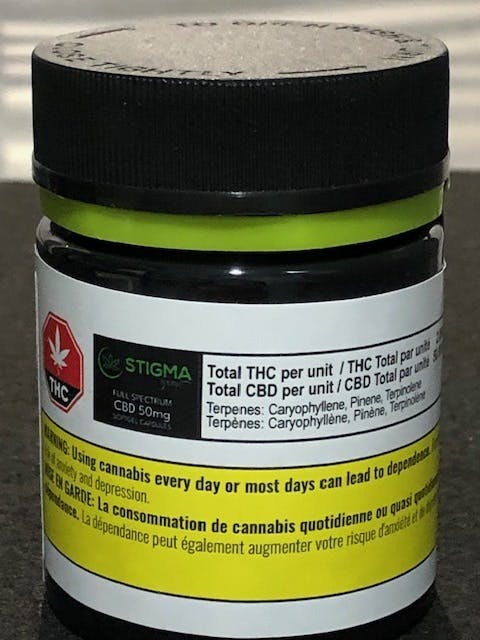 CLOSE TIGHTLY
THC
STIGMA
grow
FULL SPECTRUM
CBD 50mg
SOFTGEL CAPSULES
Total THC per unit / THC Total par unité
Total CBD per unit / CBD Total par unité
Terpenes: Caryophyllene, Pinene, Terpinolene
Terpènes: Caryophyllène, Pinène, Terpinolène
WARNING: Using cannabis every day or most days can lead to dependence.
of anxiety and depression.
MISE EN GARDE: La consommation de cannabis quotidienne ou quasi
dépendance. La dépendance peut également augmenter votre risque d'anxiété et de